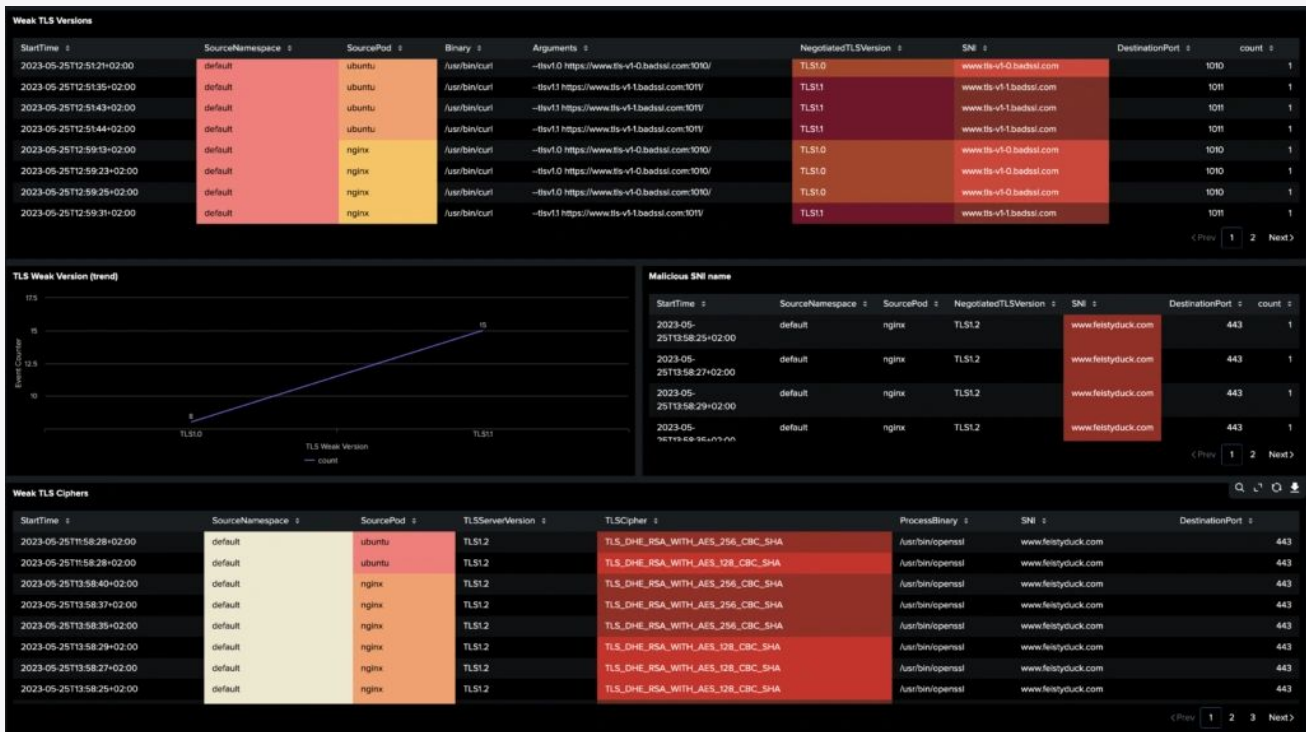 Weak TLS Versions
StartTime SourceNamespace SourcePod Binary Arguments NegotiatedTLSVersion SNI DestinationPort count
2023-05-25T12:51:21+02:00 default ubuntu /usr/bin/curl --tlsv1.0 https://www.tls-v1-0.badssl.com:1010/ TLS1.0 www.tls-v1-0.badssl.com 1010 1
2023-05-25T12:51:35+02:00 default ubuntu /usr/bin/curl --tlsv1.1 https://www.tls-v1-1.badssl.com:1011/ TLS1.1 www.tls-v1-1.badssl.com 1011 1
2023-05-25T12:51:43+02:00 default ubuntu /usr/bin/curl --tlsv1.1 https://www.tls-v1-1.badssl.com:1011/ TLS1.1 www.tls-v1-1.badssl.com 1011 1
2023-05-25T12:51:44+02:00 default ubuntu /usr/bin/curl --tlsv1.1 https://www.tls-v1-1.badssl.com:1011/ TLS1.1 www.tls-v1-1.badssl.com 1011 1
2023-05-25T12:59:13+02:00 default nginx /usr/bin/curl --tlsv1.0 https://www.tls-v1-0.badssl.com:1010/ TLS1.0 www.tls-v1-0.badssl.com 1010 1
2023-05-25T12:59:23+02:00 default nginx /usr/bin/curl --tlsv1.0 https://www.tls-v1-0.badssl.com:1010/ TLS1.0 www.tls-v1-0.badssl.com 1010 1
2023-05-25T12:59:25+02:00 default nginx /usr/bin/curl --tlsv1.0 https://www.tls-v1-0.badssl.com:1010/ TLS1.0 www.tls-v1-0.badssl.com 1010 1
2023-05-25T12:59:31+02:00 default nginx /usr/bin/curl --tlsv1.1 https://www.tls-v1-1.badssl.com:1011/ TLS1.1 www.tls-v1-1.badssl.com 1011 1
<Prev 1 2 Next>
TLS Weak Version (trend)
17.5
15
12.5
10
Event Counter
8
15
TLS1.0 TLS1.1
TLS Weak Version
count
Malicious SNI name
StartTime SourceNamespace SourcePod NegotiatedTLSVersion SNI DestinationPort count
2023-05- default nginx TLS1.2 www.feistyduck.com 443 1
25T13:58:25+02:00
2023-05- default nginx TLS1.2 www.feistyduck.com 443 1
25T13:58:27+02:00
2023-05- default nginx TLS1.2 www.feistyduck.com 443 1
25T13:58:29+02:00
2023-05- default nginx TLS1.2 www.feistyduck.com 443 1
25T13:58:35+02:00
<Prev 1 2 Next>
Weak TLS Ciphers
StartTime SourceNamespace SourcePod TLSServerVersion TLSCipher ProcessBinary SNI DestinationPort
2023-05-25T11:58:28+02:00 default ubuntu TLS1.2 TLS_DHE_RSA_WITH_AES_256_CBC_SHA /usr/bin/openssl www.feistyduck.com 443
2023-05-25T11:58:28+02:00 default ubuntu TLS1.2 TLS_DHE_RSA_WITH_AES_128_CBC_SHA /usr/bin/openssl www.feistyduck.com 443
2023-05-25T13:58:40+02:00 default nginx TLS1.2 TLS_DHE_RSA_WITH_AES_256_CBC_SHA /usr/bin/openssl www.feistyduck.com 443
2023-05-25T13:58:37+02:00 default nginx TLS1.2 TLS_DHE_RSA_WITH_AES_256_CBC_SHA /usr/bin/openssl www.feistyduck.com 443
2023-05-25T13:58:35+02:00 default nginx TLS1.2 TLS_DHE_RSA_WITH_AES_256_CBC_SHA /usr/bin/openssl www.feistyduck.com 443
2023-05-25T13:58:29+02:00 default nginx TLS1.2 TLS_DHE_RSA_WITH_AES_128_CBC_SHA /usr/bin/openssl www.feistyduck.com 443
2023-05-25T13:58:27+02:00 default nginx TLS1.2 TLS_DHE_RSA_WITH_AES_128_CBC_SHA /usr/bin/openssl www.feistyduck.com 443
2023-05-25T13:58:25+02:00 default nginx TLS1.2 TLS_DHE_RSA_WITH_AES_128_CBC_SHA /usr/bin/openssl www.feistyduck.com 443
<Prev 1 2 3 Next>